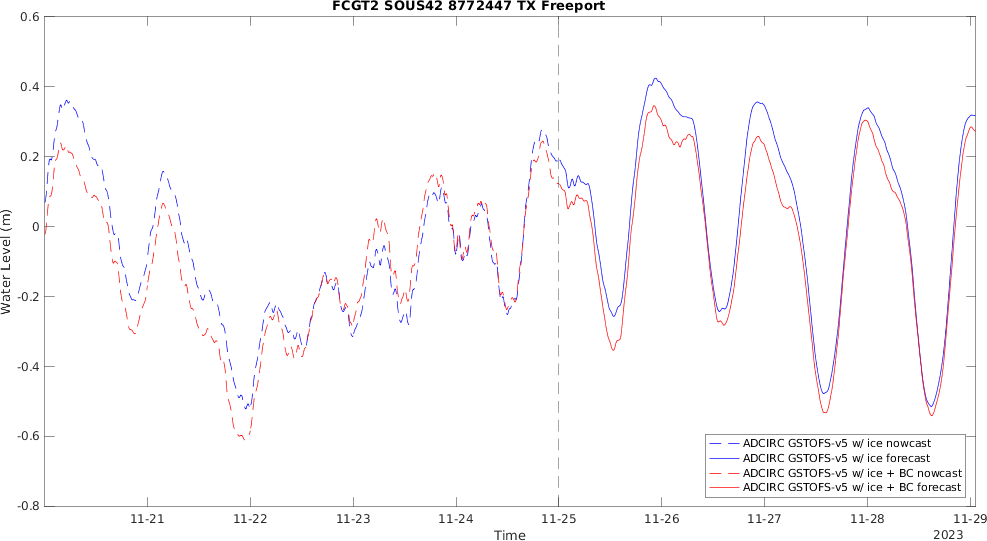 FCGT2 SOUS42 8772447 TX Freeport
Water Level (m)
0.6
0.4
0.2
0
-0.2
-0.4
-0.6
-0.8
11-21
11-22
11-23
11-24
11-25
11-26
11-27
11-28
11-29
Time
2023
ADCIRC GSTOFS-v5 w/ ice nowcast
ADCIRC GSTOFS-v5 w/ ice forecast
ADCIRC GSTOFS-v5 w/ ice + BC nowcast
ADCIRC GSTOFS-v5 w/ ice + BC forecast